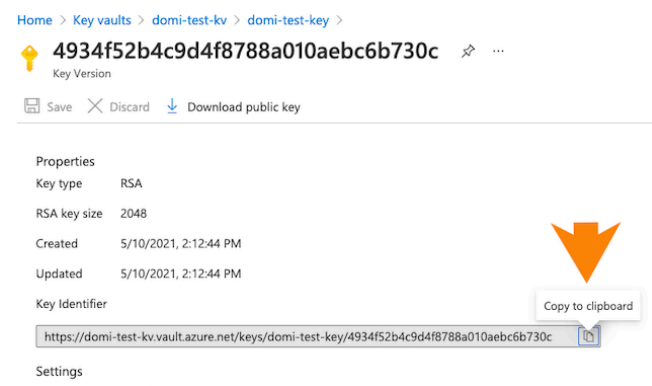 Home > Key vaults > domi-test-kv > domi-test-key >
4934f52b4c9d4f8788a010aebc6b730c ...
Key Version
Save Discard Download public key
Properties
Key type RSA
RSA key size 2048
Created 5/10/2021, 2:12:44 PM
Updated 5/10/2021, 2:12:44 PM
Key Identifier
Copy to clipboard
https://domi-test-kv.vault.azure.net/keys/domi-test-key/4934f52b4c9d4f8788a010aebc6b730c
Settings